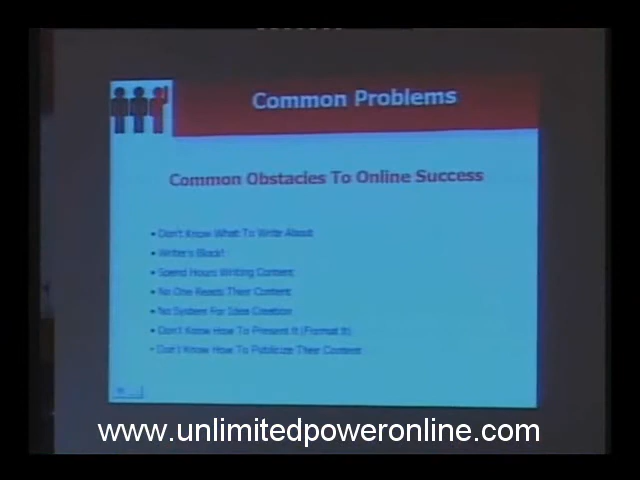 Common Problems
Common Obstacles To Online Success
• Don't Know What To Write About
• Writer's Block!
• Spend Hours Writing Content
• No One Reads Their Content
• No System For Idea Creation
• Don't Know How To Present It (Format It)
• Don't Know How To Publicize Their Content
www.unlimitedpoweronline.com